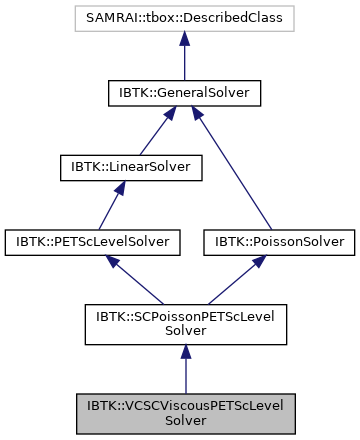 SAMRAI::tbox::DescribedClass
IBTK::GeneralSolver
IBTK::LinearSolver
IBTK::PETScLevelSolver
IBTK::PoissonSolver
IBTK::SCPoissonPETScLevel
Solver
IBTK::VCSCViscousPETScLevel
Solver